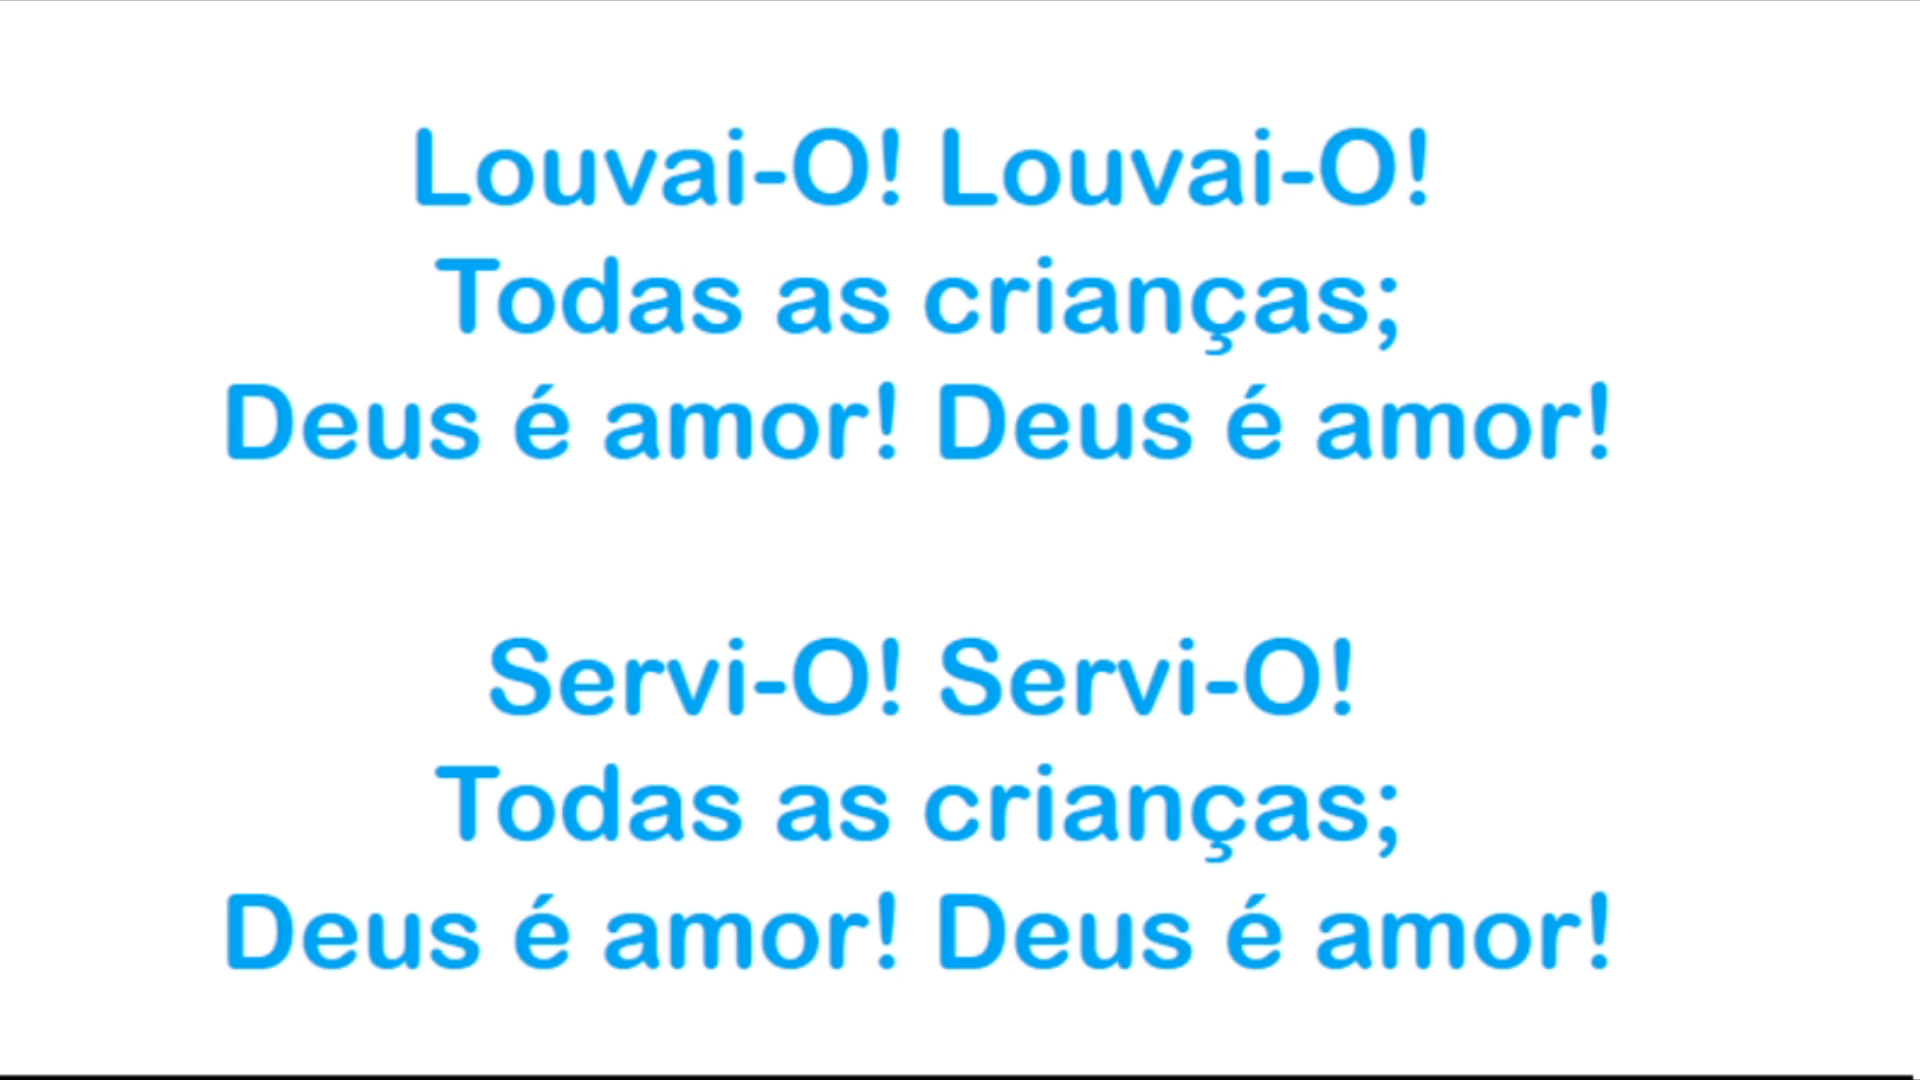 Louvai-O! Louvai-O!
Todas as crianças;
Deus é amor! Deus é amor!
Servi-O! Servi-O!
Todas as crianças;
Deus é amor! Deus é amor!